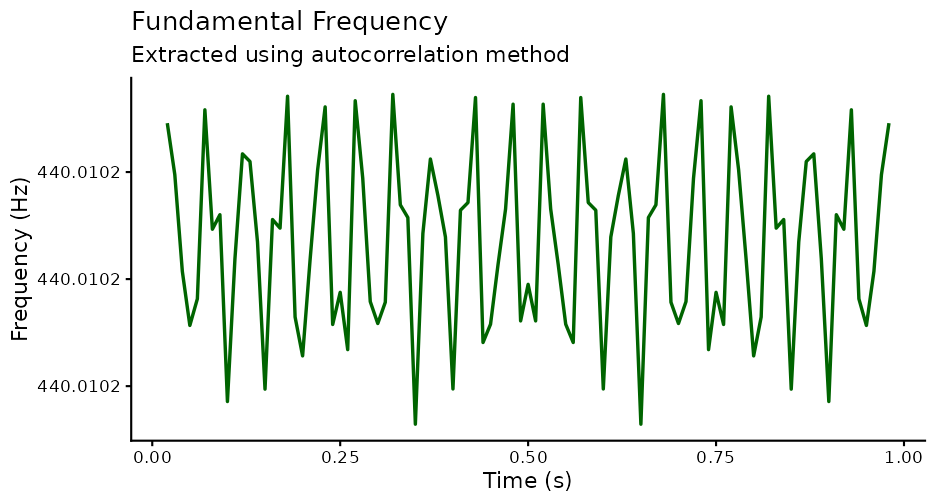 Fundamental Frequency
Extracted using autocorrelation method
Frequency (Hz)
440.0102
440.0102
440.0102
0.00 0.25 0.50 0.75 1.00
Time (s)